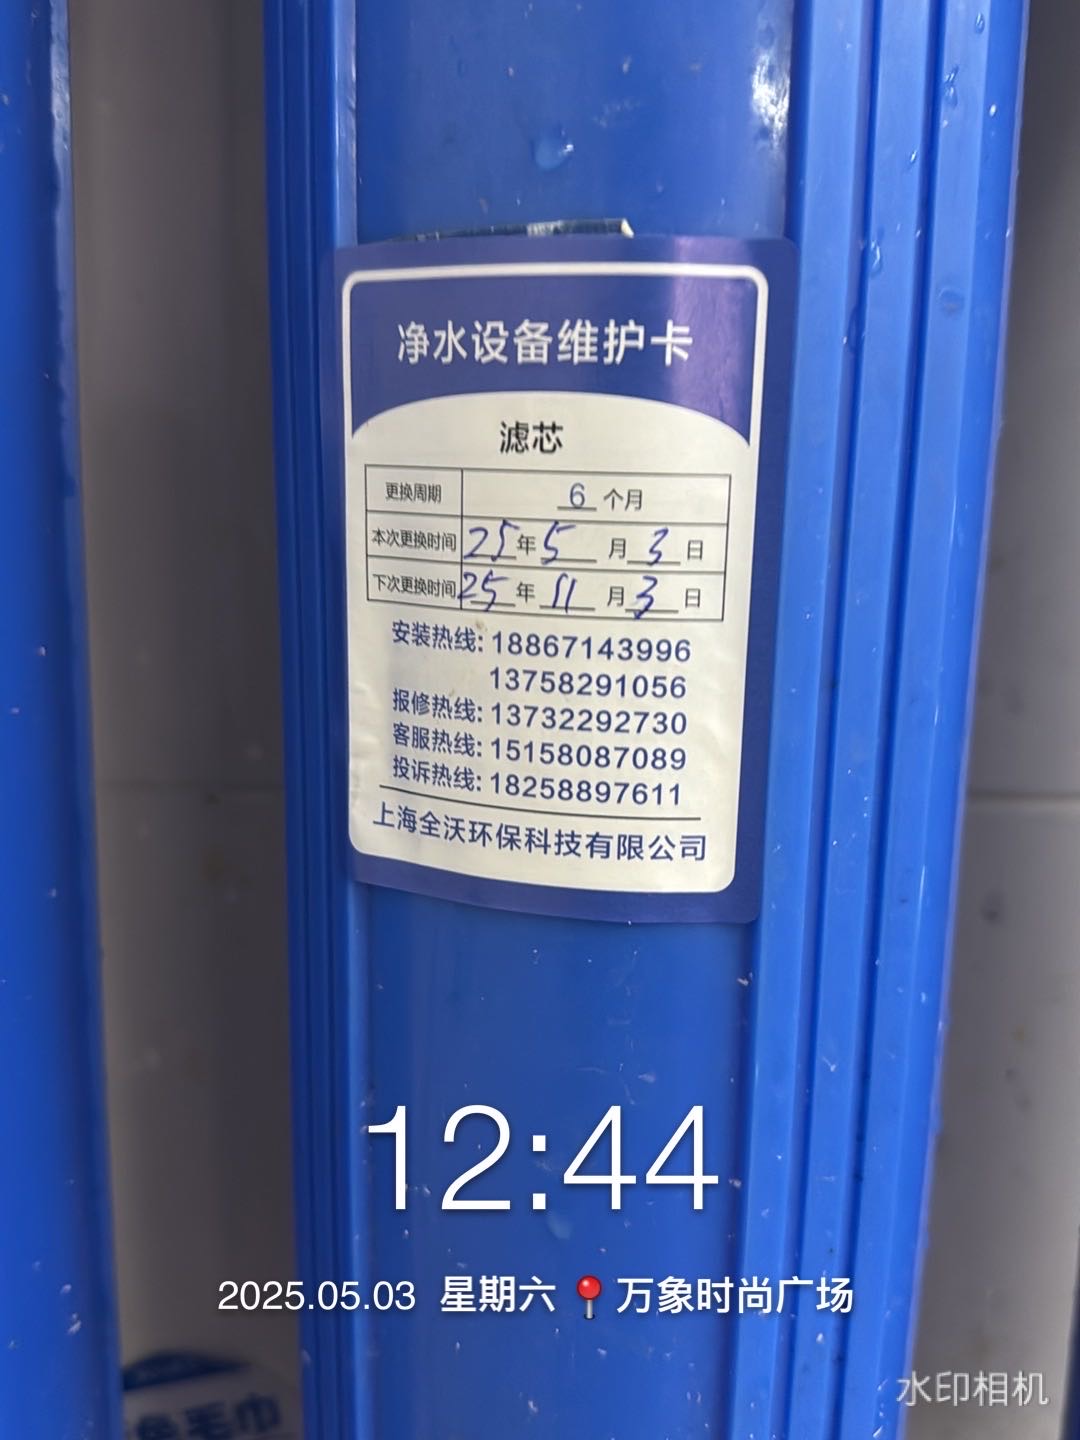 净水设备维护卡
滤芯
更换周期 6 个月
本次更换时间 25 年 5 月 3 日
下次更换时间 25 年 11 月 3 日
安装热线: 18867143996
13758291056
报修热线: 13732292730
客服热线: 15158087089
投诉热线: 18258897611
上海全沃环保科技有限公司
12:44
2025.05.03 星期六 📍 万象时尚广场
水印相机
毛巾